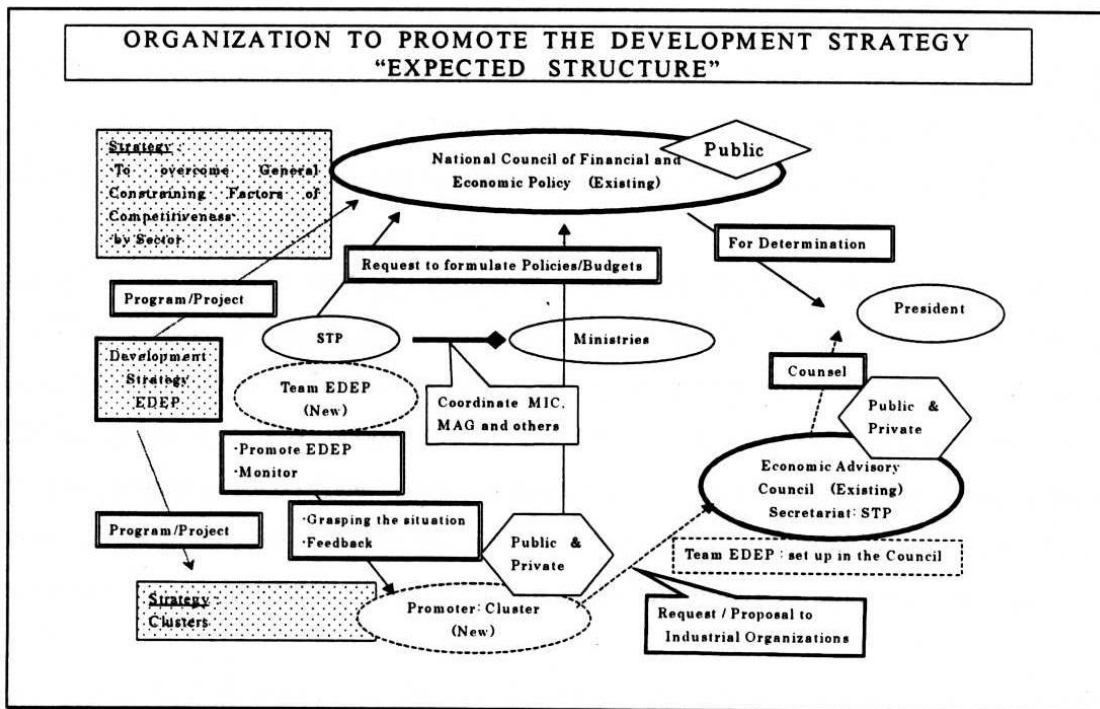 ORGANIZATION TO PROMOTE THE DEVELOPMENT STRATEGY
“EXPECTED STRUCTURE”
Strategy :
·To overcome General
Constraining Factors of
Competitiveness
·by Sector
National Council of Financial and
Economic Policy (Existing)
Public
Request to formulate Policies/Budgets
For Determination
Program/Project
STP
Ministries
President
Development
Strategy
EDEP
Team EDEP
(New)
Coordinate MIC,
MAG and others
Counsel
Public &
Private
·Promote EDEP
·Monitor
Economic Advisory
Council (Existing)
Secretariat: STP
Program/Project
·Grasping the situation
·Feedback
Public &
Private
Team EDEP : set up in the Council
Strategy :
Clusters
Promoter: Cluster
(New)
Request / Proposal to
Industrial Organizations